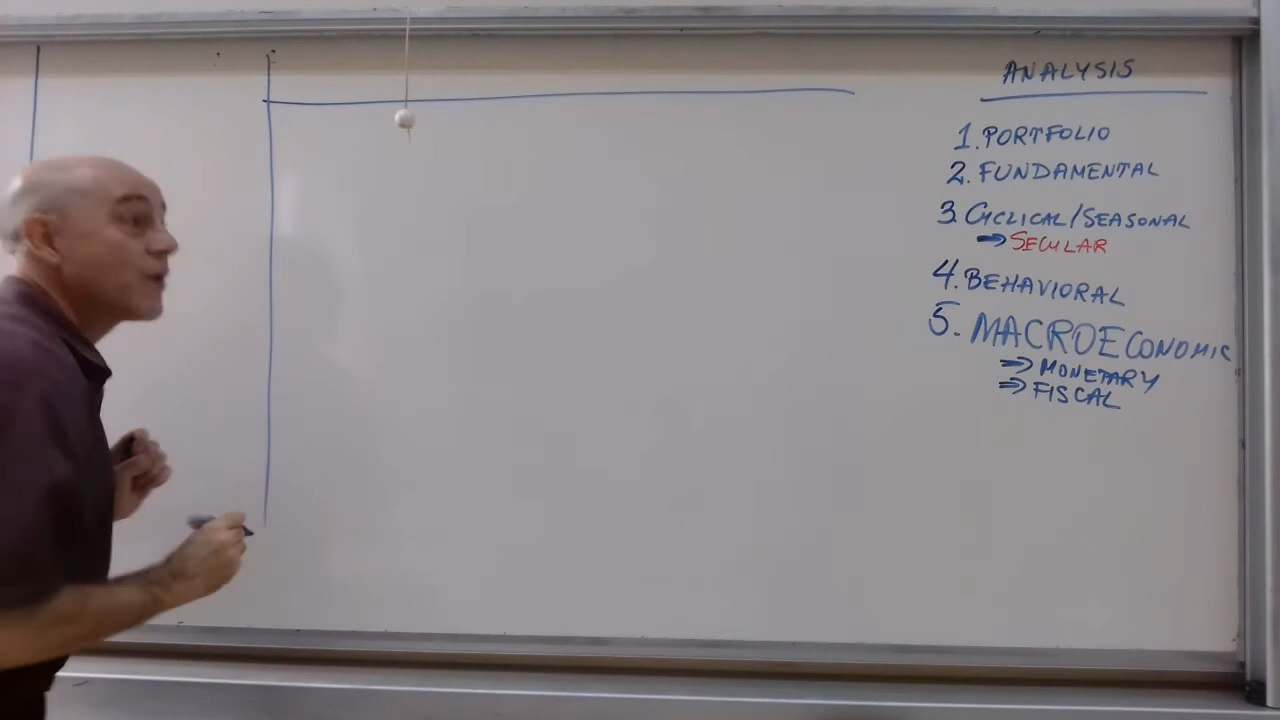 ANALYSIS
1. PORTFOLIO
2. FUNDAMENTAL
3. CYCLICAL/SEASONAL
⇒ SECULAR
4. BEHAVIORAL
5. MACROECONOMIC
⇒ MONETARY
⇒ FISCAL